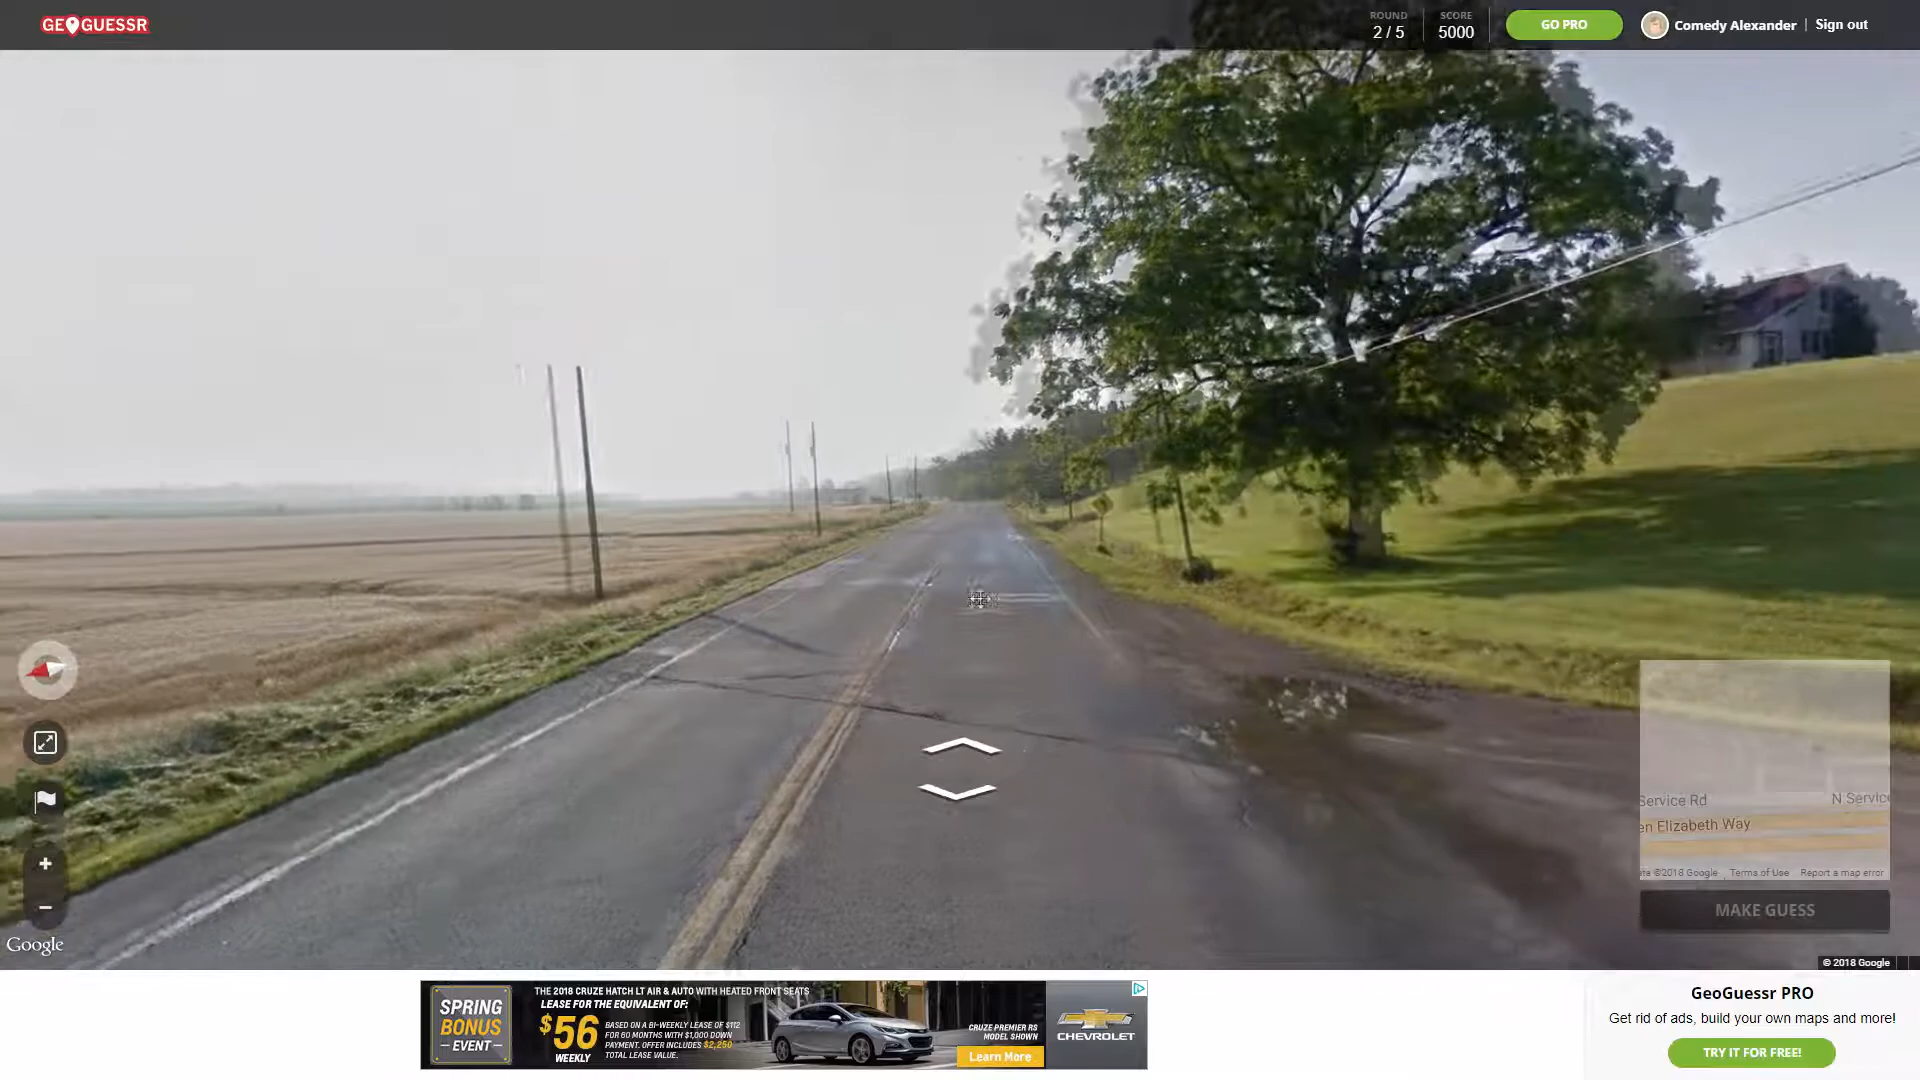 GEOGUESSR
ROUND
2 / 5
SCORE
5000
GO PRO
Comedy Alexander | Sign out
Service Rd
N Service
en Elizabeth Way
©2018 Google
Terms of Use
Report a map error
MAKE GUESS
Google
© 2018 Google
SPRING
BONUS
— EVENT —
THE 2018 CRUZE HATCH LT AIR & AUTO WITH HEATED FRONT SEATS
LEASE FOR THE EQUIVALENT OF:
$56
WEEKLY
BASED ON A BI-WEEKLY LEASE OF $112
FOR 60 MONTHS WITH $1,000 DOWN
PAYMENT. OFFER INCLUDES $2,250
TOTAL LEASE VALUE.
CRUZE PREMIER RS
MODEL SHOWN
Learn More
CHEVROLET
GeoGuessr PRO
Get rid of ads, build your own maps and more!
TRY IT FOR FREE!